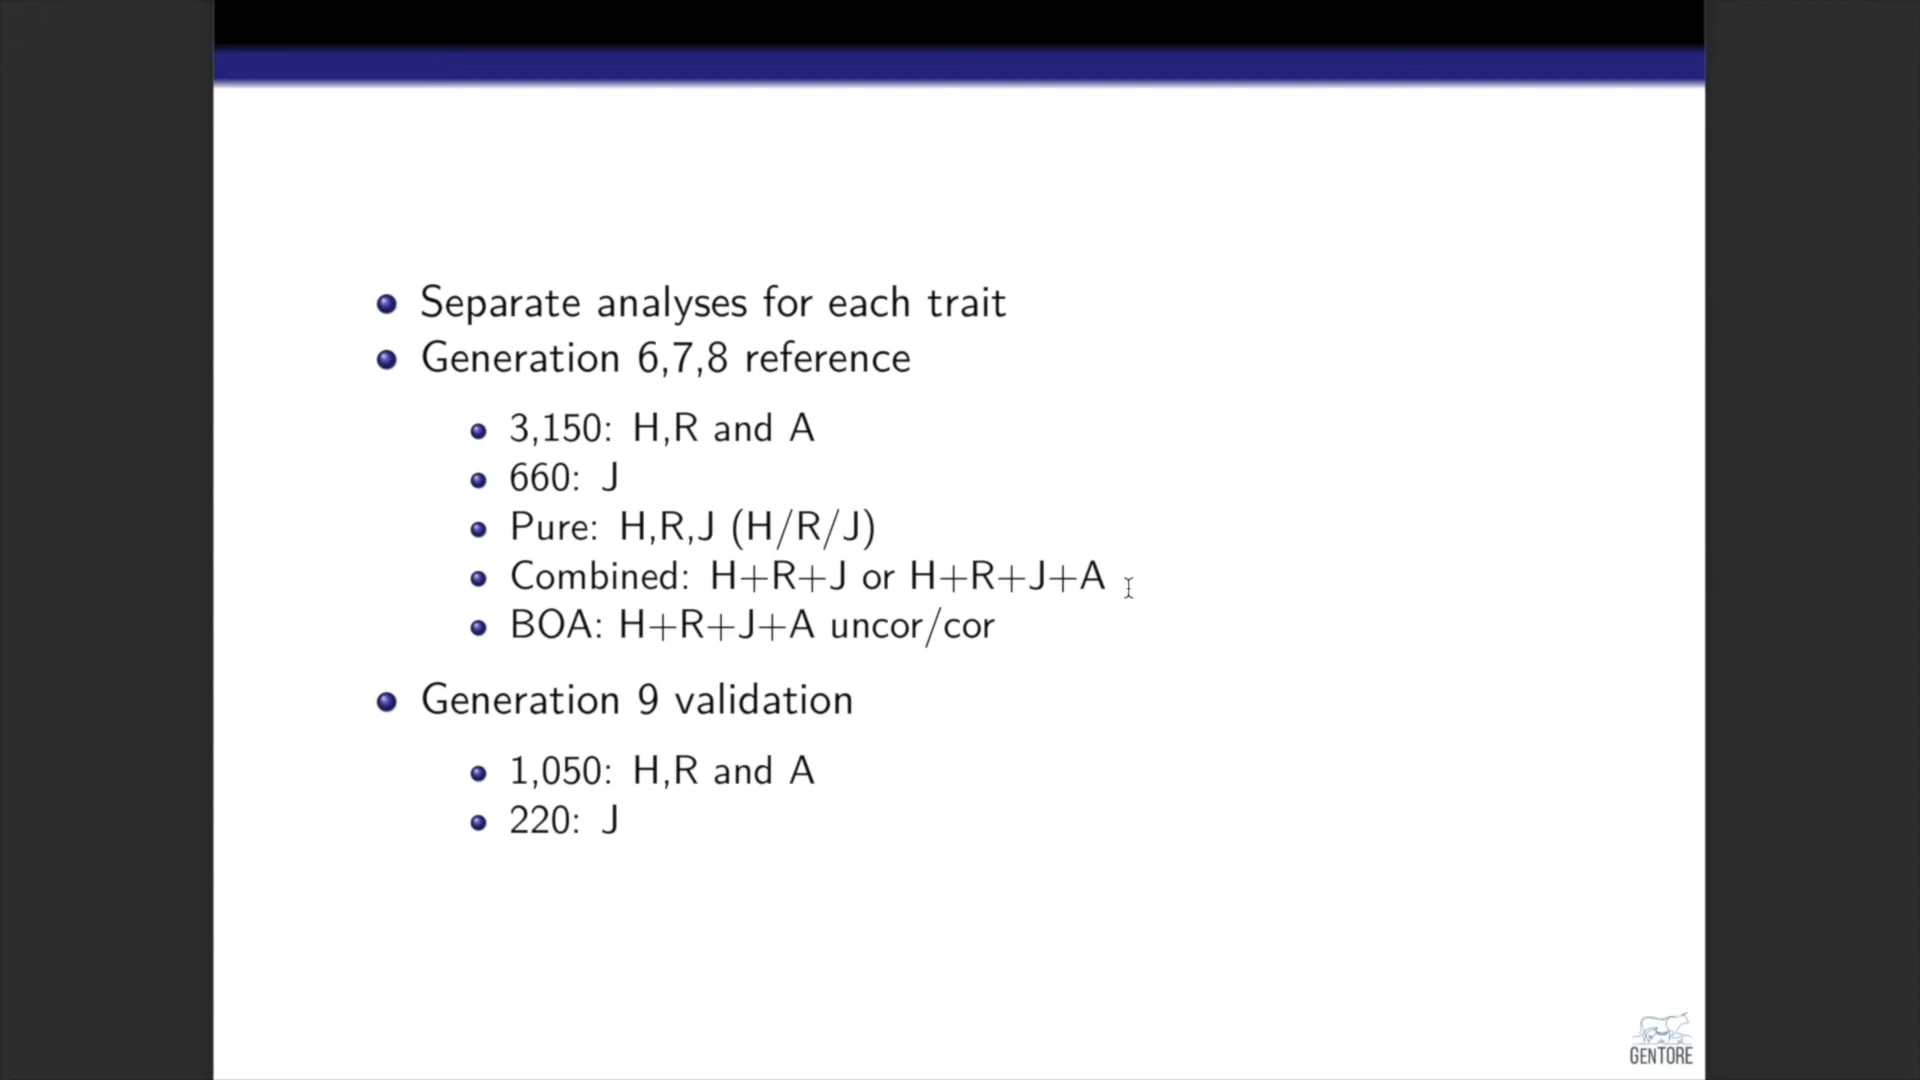 Separate analyses for each trait
Generation 6,7,8 reference
3,150: H,R and A
660: J
Pure: H,R,J (H/R/J)
Combined: H+R+J or H+R+J+A
BOA: H+R+J+A uncor/cor
Generation 9 validation
1,050: H,R and A
220: J
GENTORE